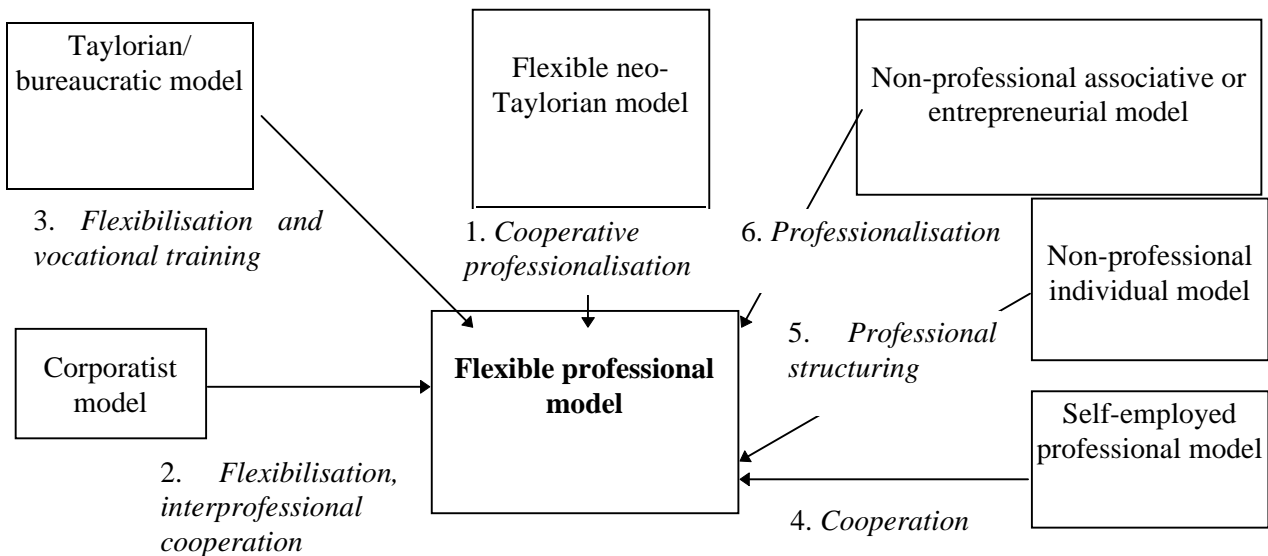 Taylorian/
bureaucratic model
Flexible neo-
Taylorian model
Non-professional associative or
entrepreneurial model
3. Flexibilisation and
vocational training
1. Cooperative
professionalisation
6. Professionalisation
Non-professional
individual model
5. Professional
structuring
Corporatist
model
Flexible professional
model
Self-employed
professional model
2. Flexibilisation,
interprofessional
cooperation
4. Cooperation